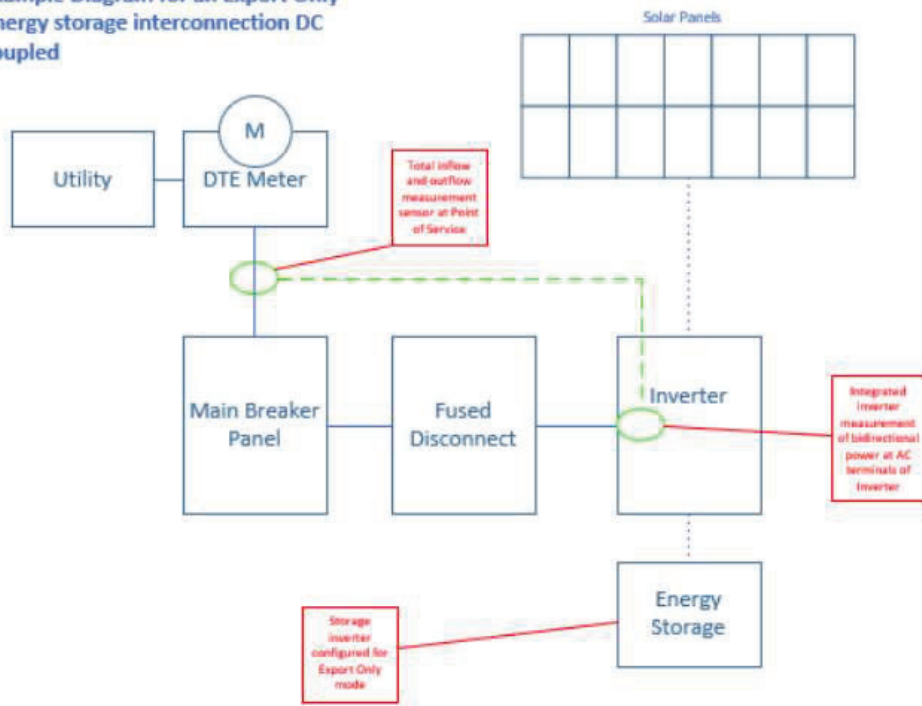 Energy storage interconnection DC
Solar Panels
M
Utility
DTE Meter
Total inflow
and outflow
measurement
sensor at Point
of Service
Main Breaker
Panel
Fused
Disconnect
Inverter
Integrated
inverter
measurement
of bidirectional
power at AC
terminals of
Inverter
Energy
Storage
Storage
inverter
configured for
Export Only
mode